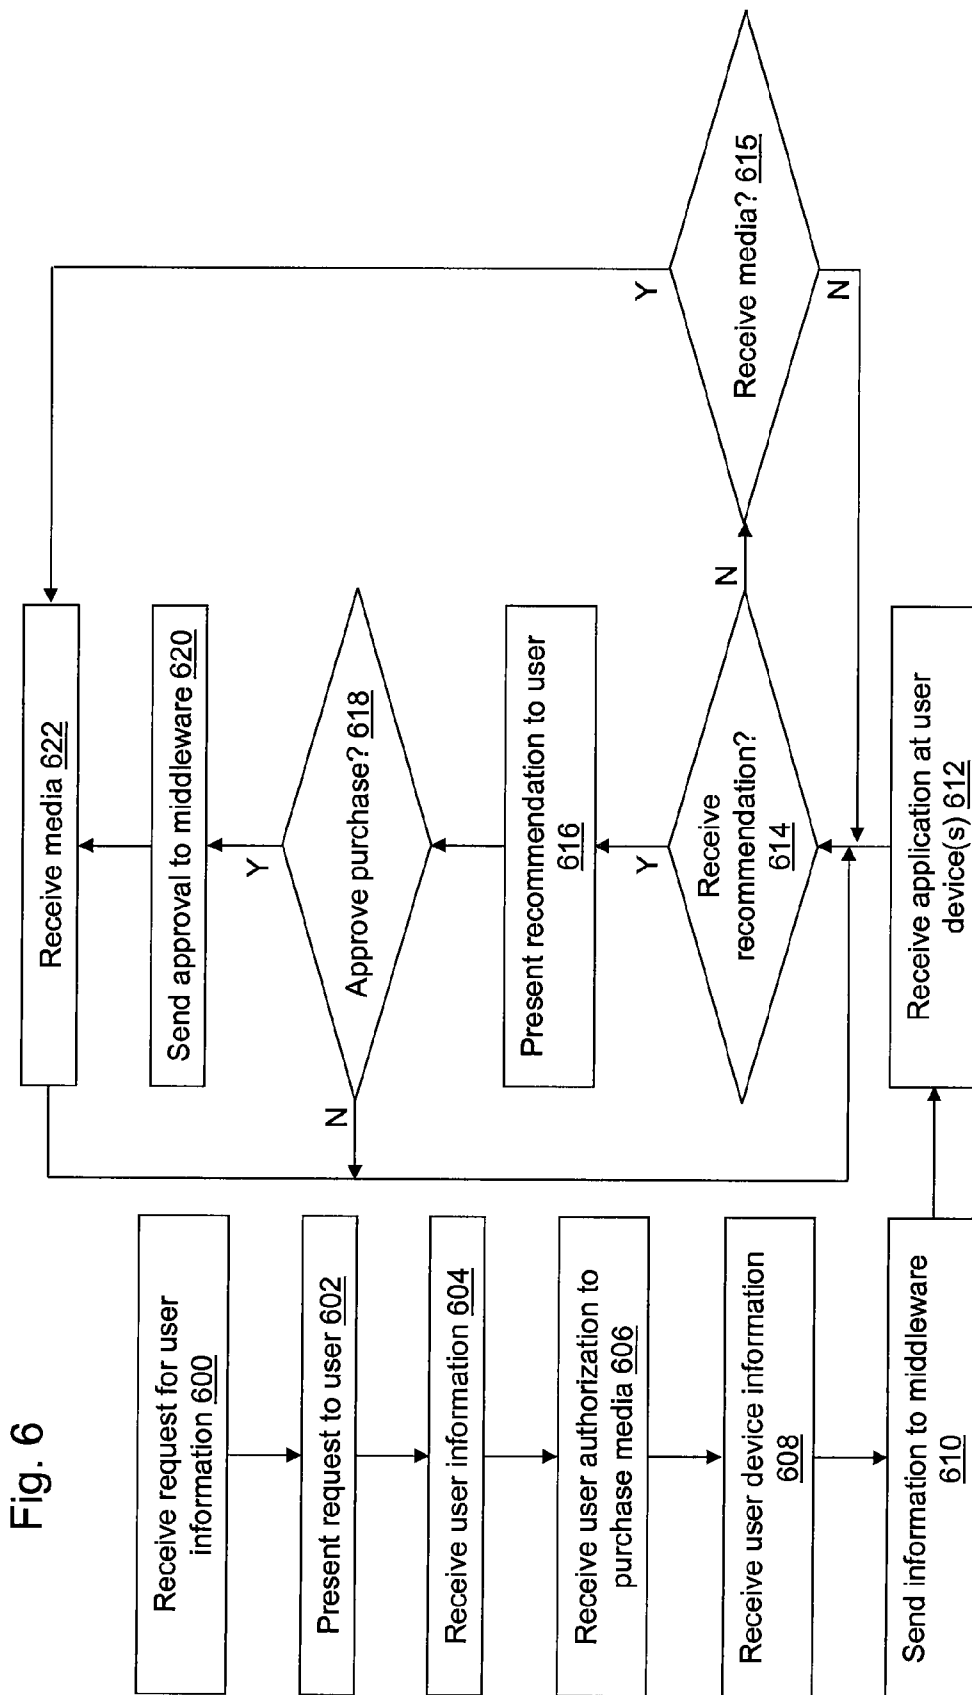 Fig. 6
Receive request for user
information 600
Present request to user 602
Receive user information 604
Receive user authorization to
purchase media 606
Receive user device information
608
Send information to middleware
610
Receive application at user
device(s) 612
Receive
recommendation?
614
Y
N
Receive media? 615
Y
N
Present recommendation to user
616
Approve purchase? 618
Y
N
Send approval to middleware 620
Receive media 622